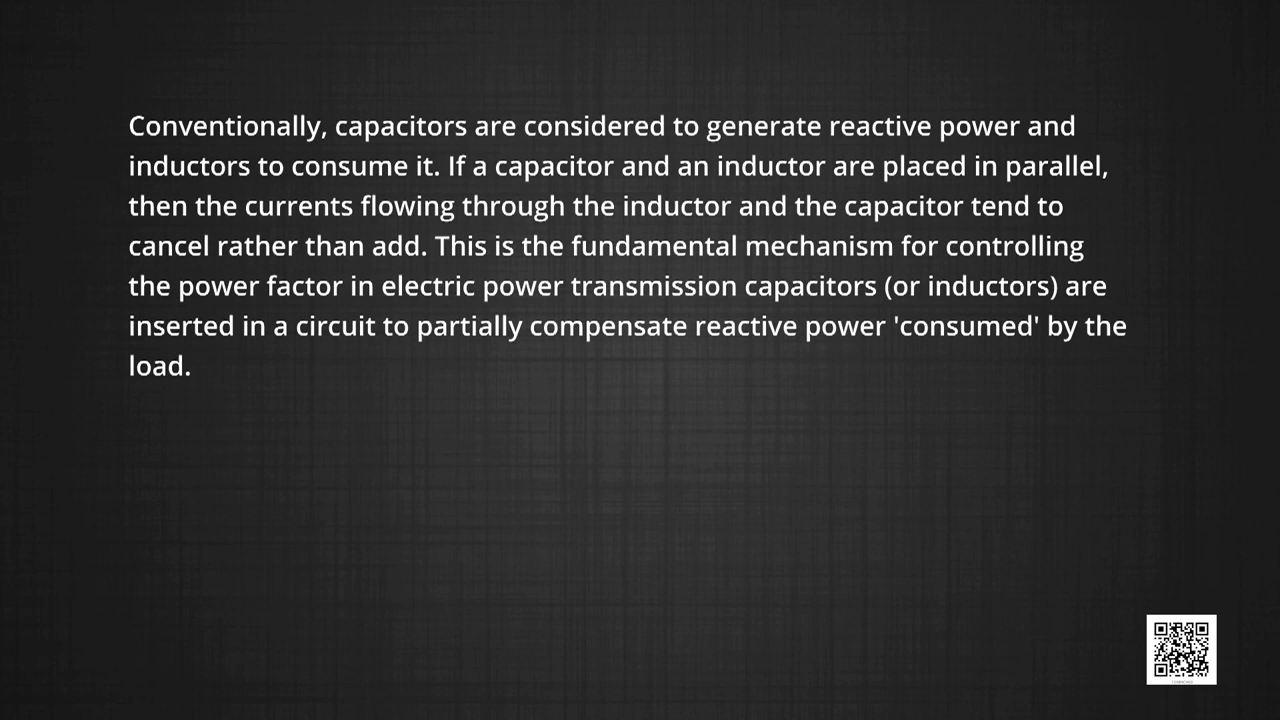 Conventionally, capacitors are considered to generate reactive power and
inductors to consume it. If a capacitor and an inductor are placed in parallel,
then the currents flowing through the inductor and the capacitor tend to
cancel rather than add. This is the fundamental mechanism for controlling
the power factor in electric power transmission capacitors (or inductors) are
inserted in a circuit to partially compensate reactive power 'consumed' by the
load.